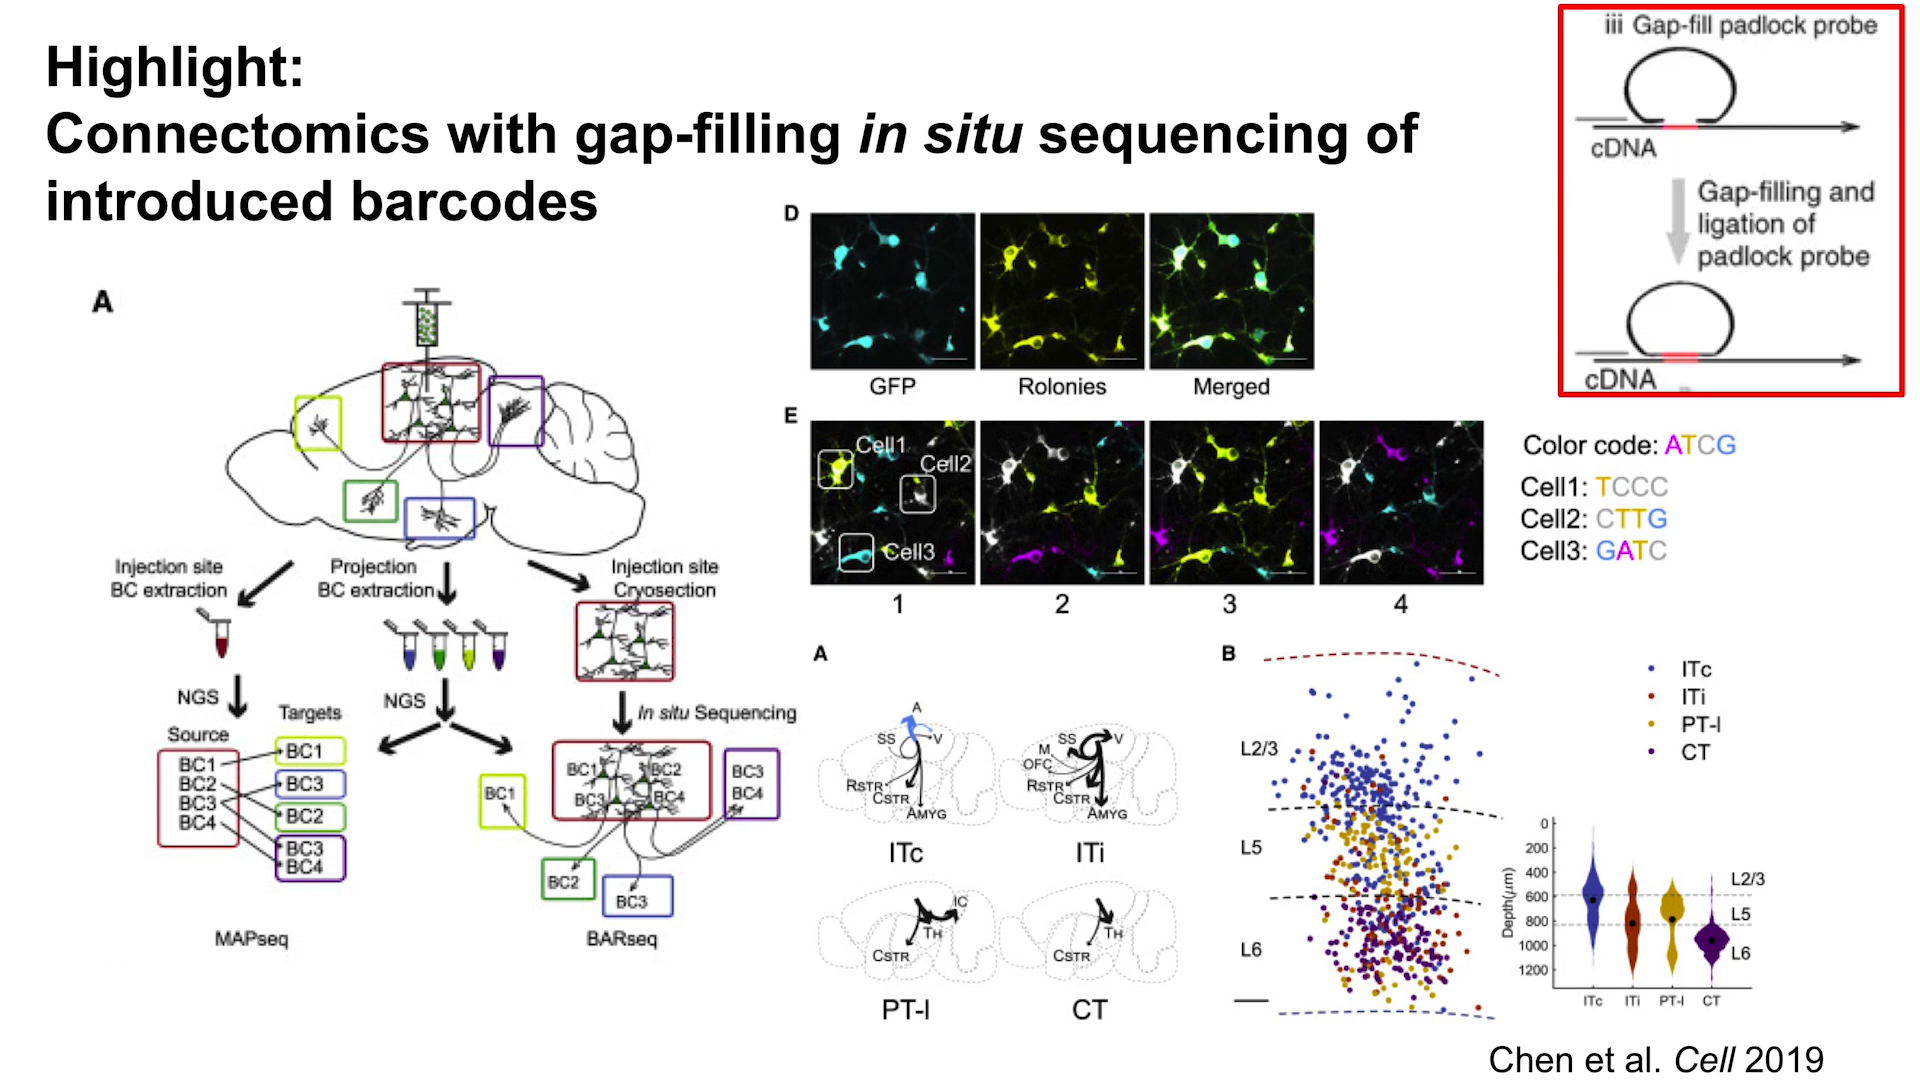 Highlight:
Connectomics with gap-filling in situ sequencing of
introduced barcodes
iii Gap-fill padlock probe
cDNA
Gap-filling and
ligation of
padlock probe
cDNA
A
Injection site
BC extraction
Projection
BC extraction
Injection site
Cryosection
NGS
NGS
In situ Sequencing
Source
Targets
BC1
BC2
BC3
BC4
BC1
BC3
BC2
BC3
BC4
MAPseq
BC1
BC1
BC2
BC3
BC4
BC3
BC4
BC2
BC3
BARseq
D
GFP
Rolonies
Merged
E
Cell1
Cell2
Cell3
1
2
3
4
Color code: ATCG
Cell1: TCCC
Cell2: CTTG
Cell3: GATC
A
A
SS
V
RSTR
CSTR
AMYG
ITc
SS
V
M
OFC
RSTR
CSTR
AMYG
ITi
IC
TH
CSTR
PT-l
TH
CSTR
CT
B
L2/3
L5
L6
ITc
ITi
PT-l
CT
Depth(μm)
0
200
400
600
800
1000
1200
L2/3
L5
L6
ITc
ITi
PT-l
CT
Chen et al. Cell 2019